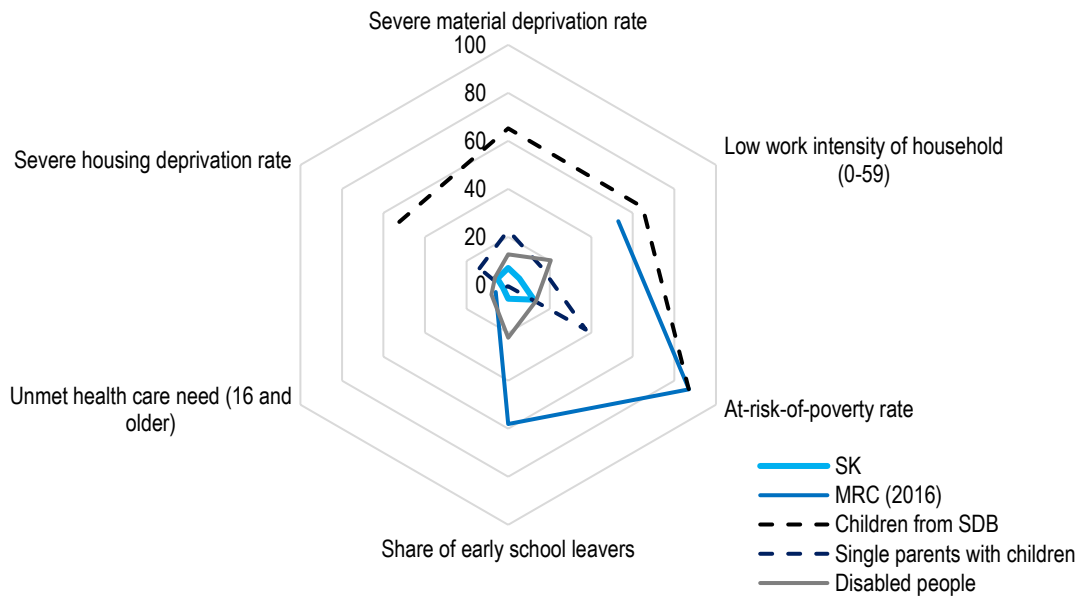 Severe material deprivation rate
100
80
60
40
20
0
Low work intensity of household
(0-59)
At-risk-of-poverty rate
Share of early school leavers
Unmet health care need (16 and
older)
Severe housing deprivation rate
SK
MRC (2016)
Children from SDB
Single parents with children
Disabled people